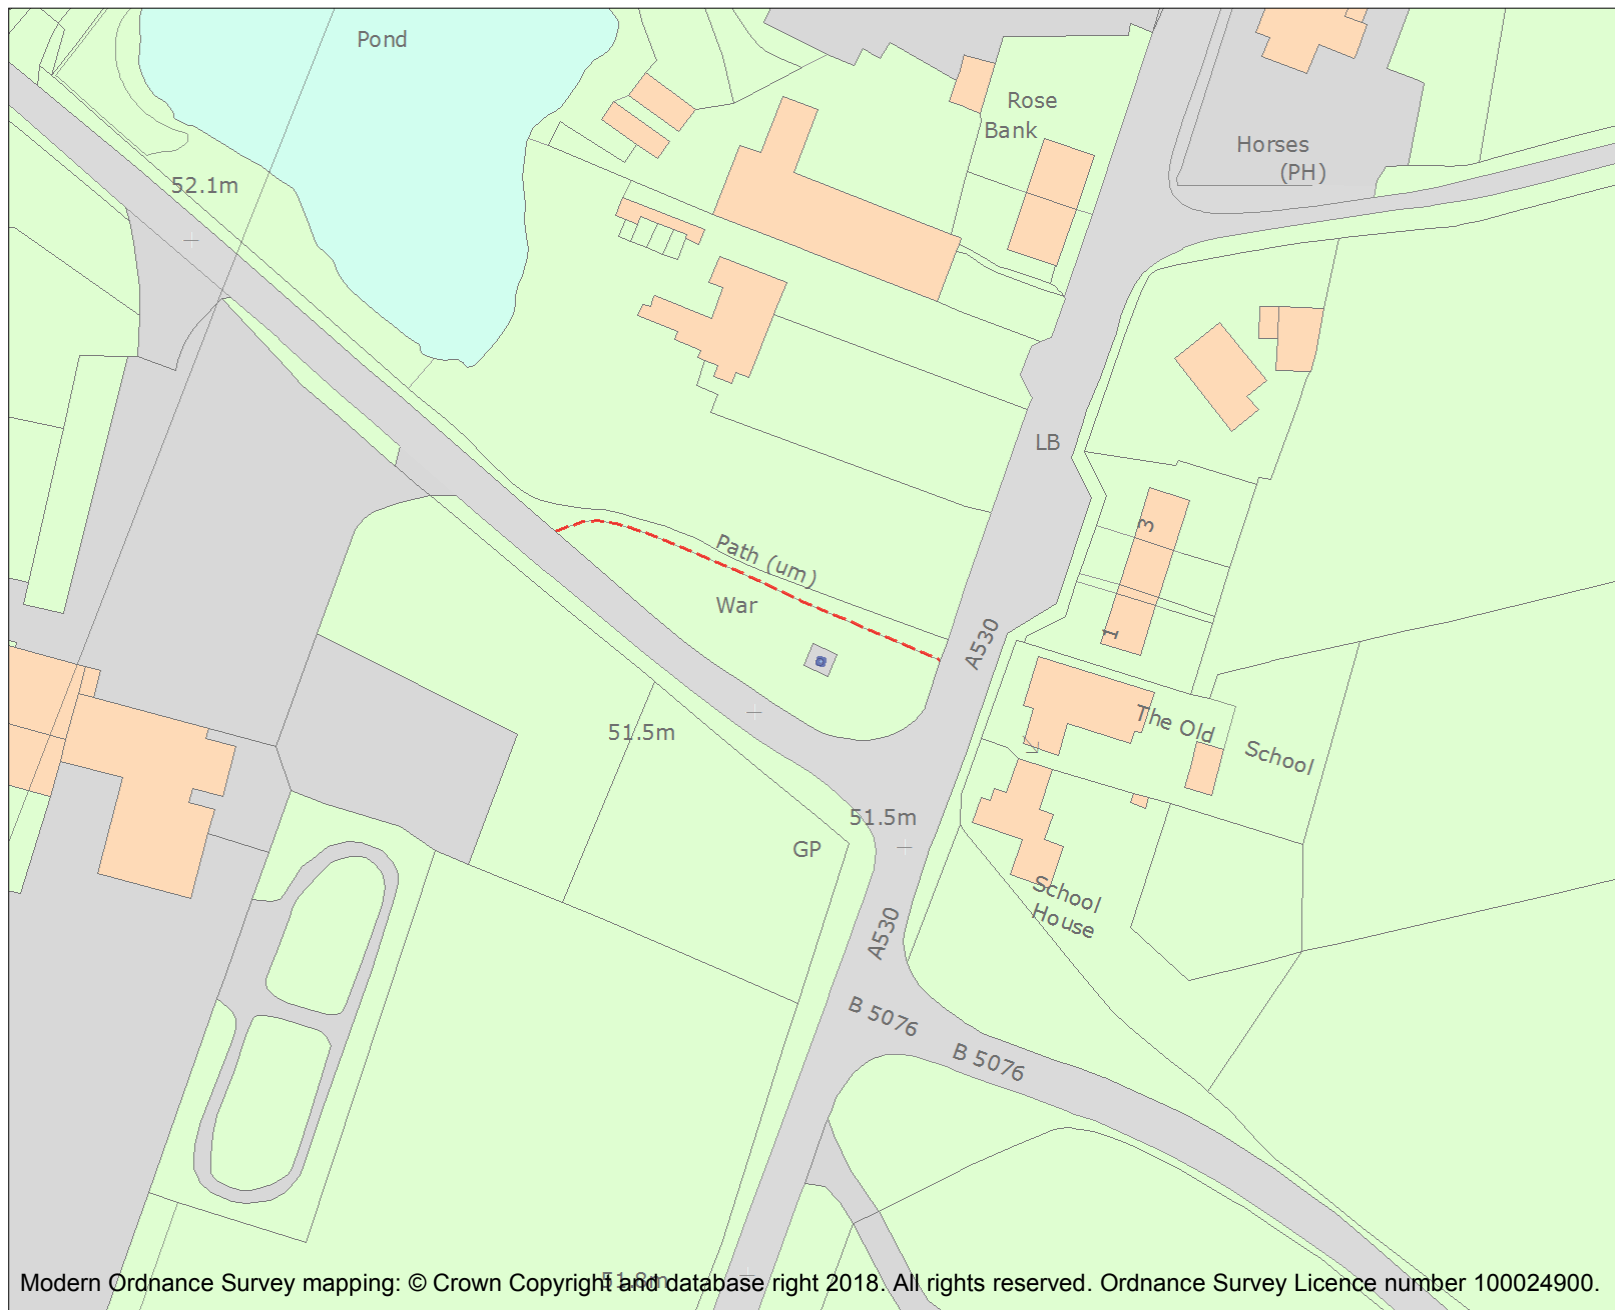 Pond
Rose
Bank
Horses
(PH)
52.1m
LB
3
Path (um)
War
1
A530
The Old
School
51.5m
51.5m
GP
School
House
A530
B 5076
B 5076
51.8m
Modern Ordnance Survey mapping: © Crown Copyright and database right 2018. All rights reserved. Ordnance Survey Licence number 100024900.